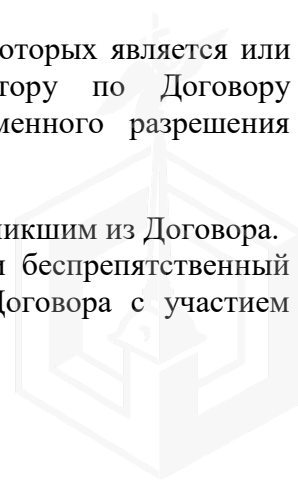 оторых является или
тору по Договору
менного разрешения
никшим из Договора.
и беспрепятственный
Договора с участием